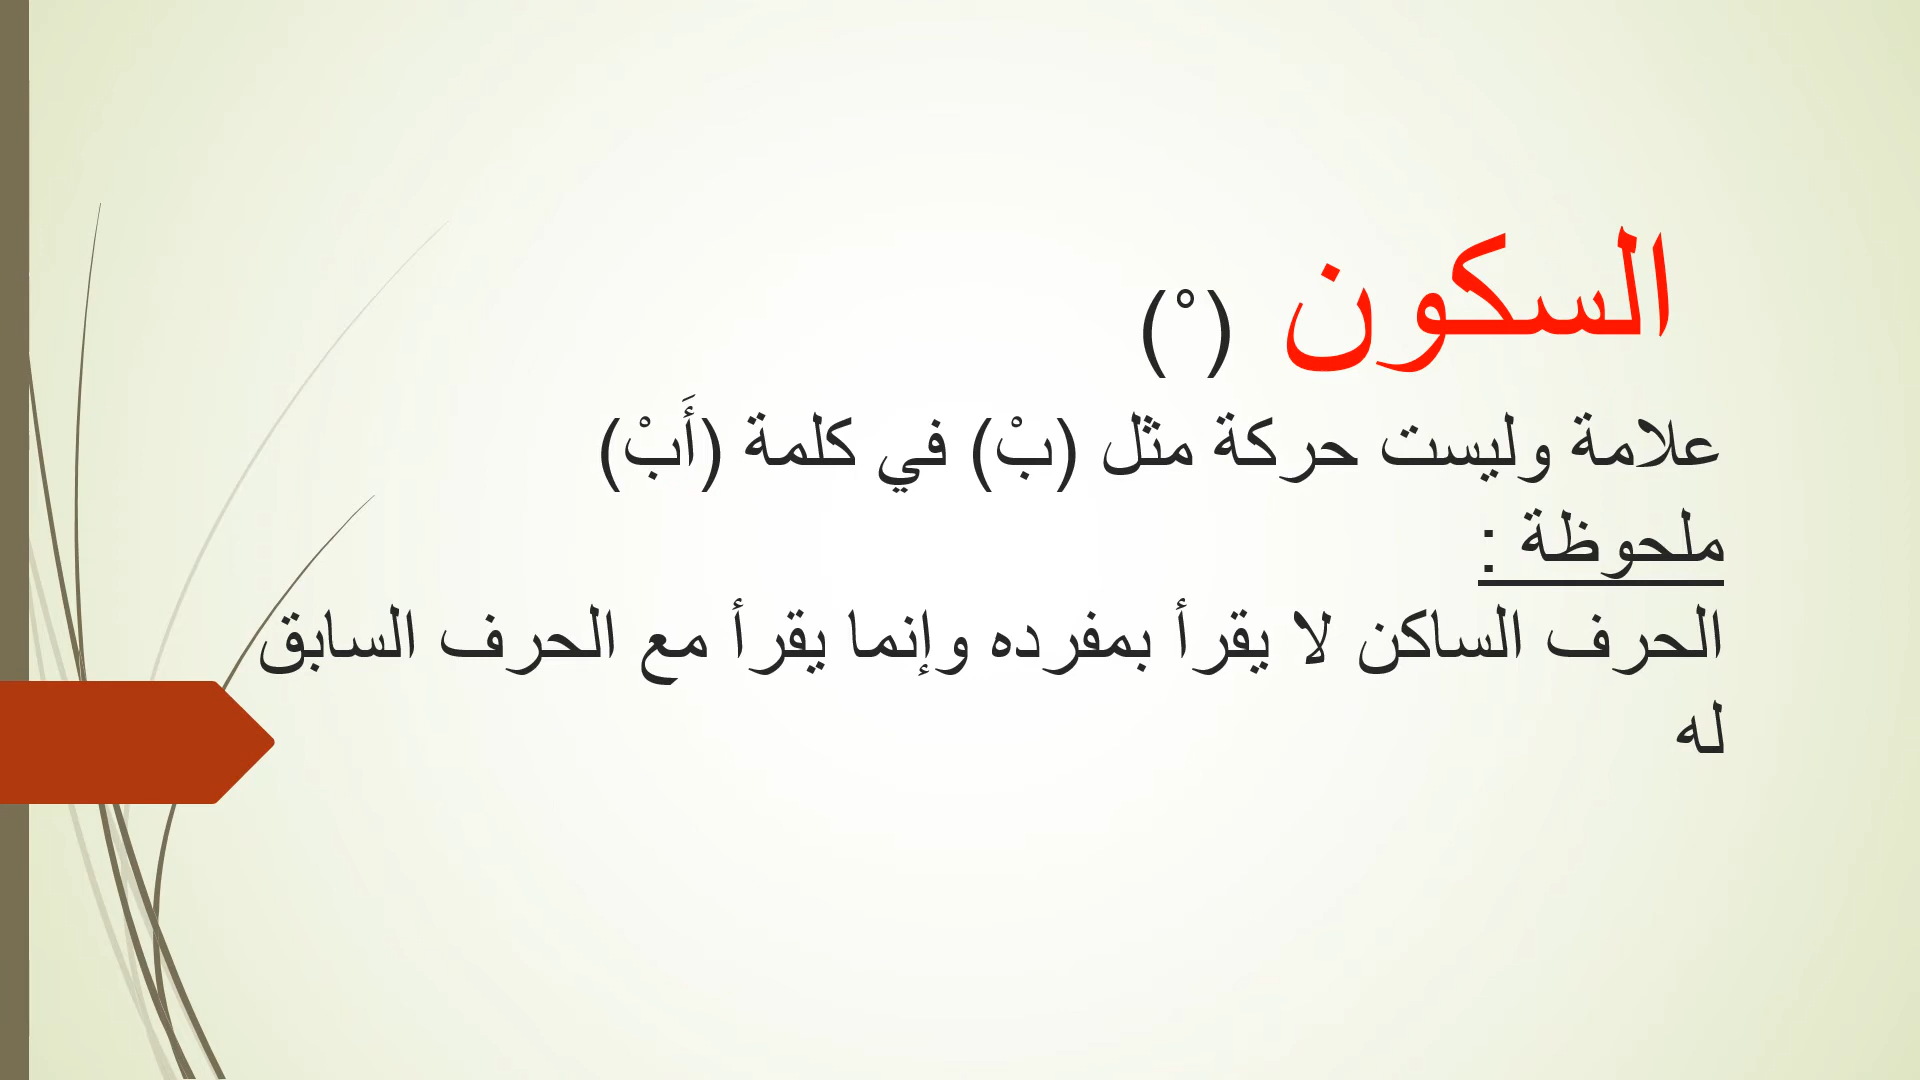 السكون (ْ)
علامة وليست حركة مثل (بْ) في كلمة (أَبْ)
ملحوظة :
الحرف الساكن لا يقرأ بمفرده وإنما يقرأ مع الحرف السابق
له